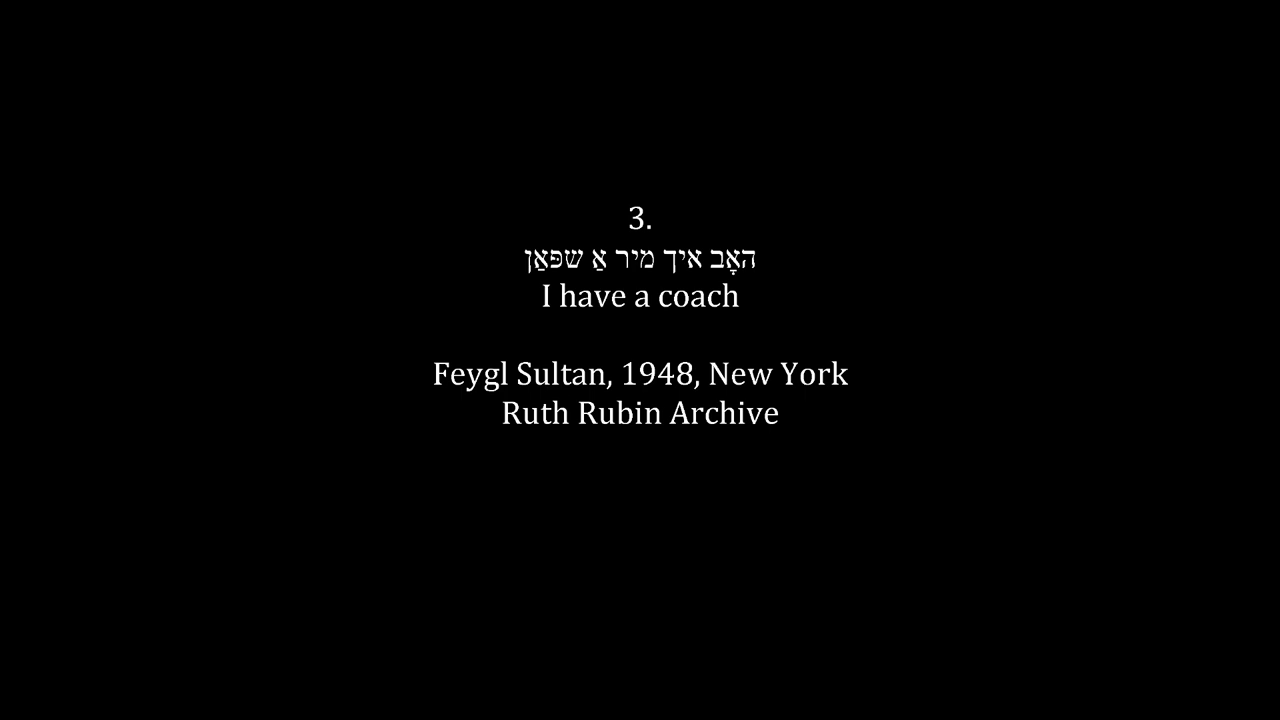 3.
האָב איך מיר אַ שפּאַן
I have a coach
Feygl Sultan, 1948, New York
Ruth Rubin Archive